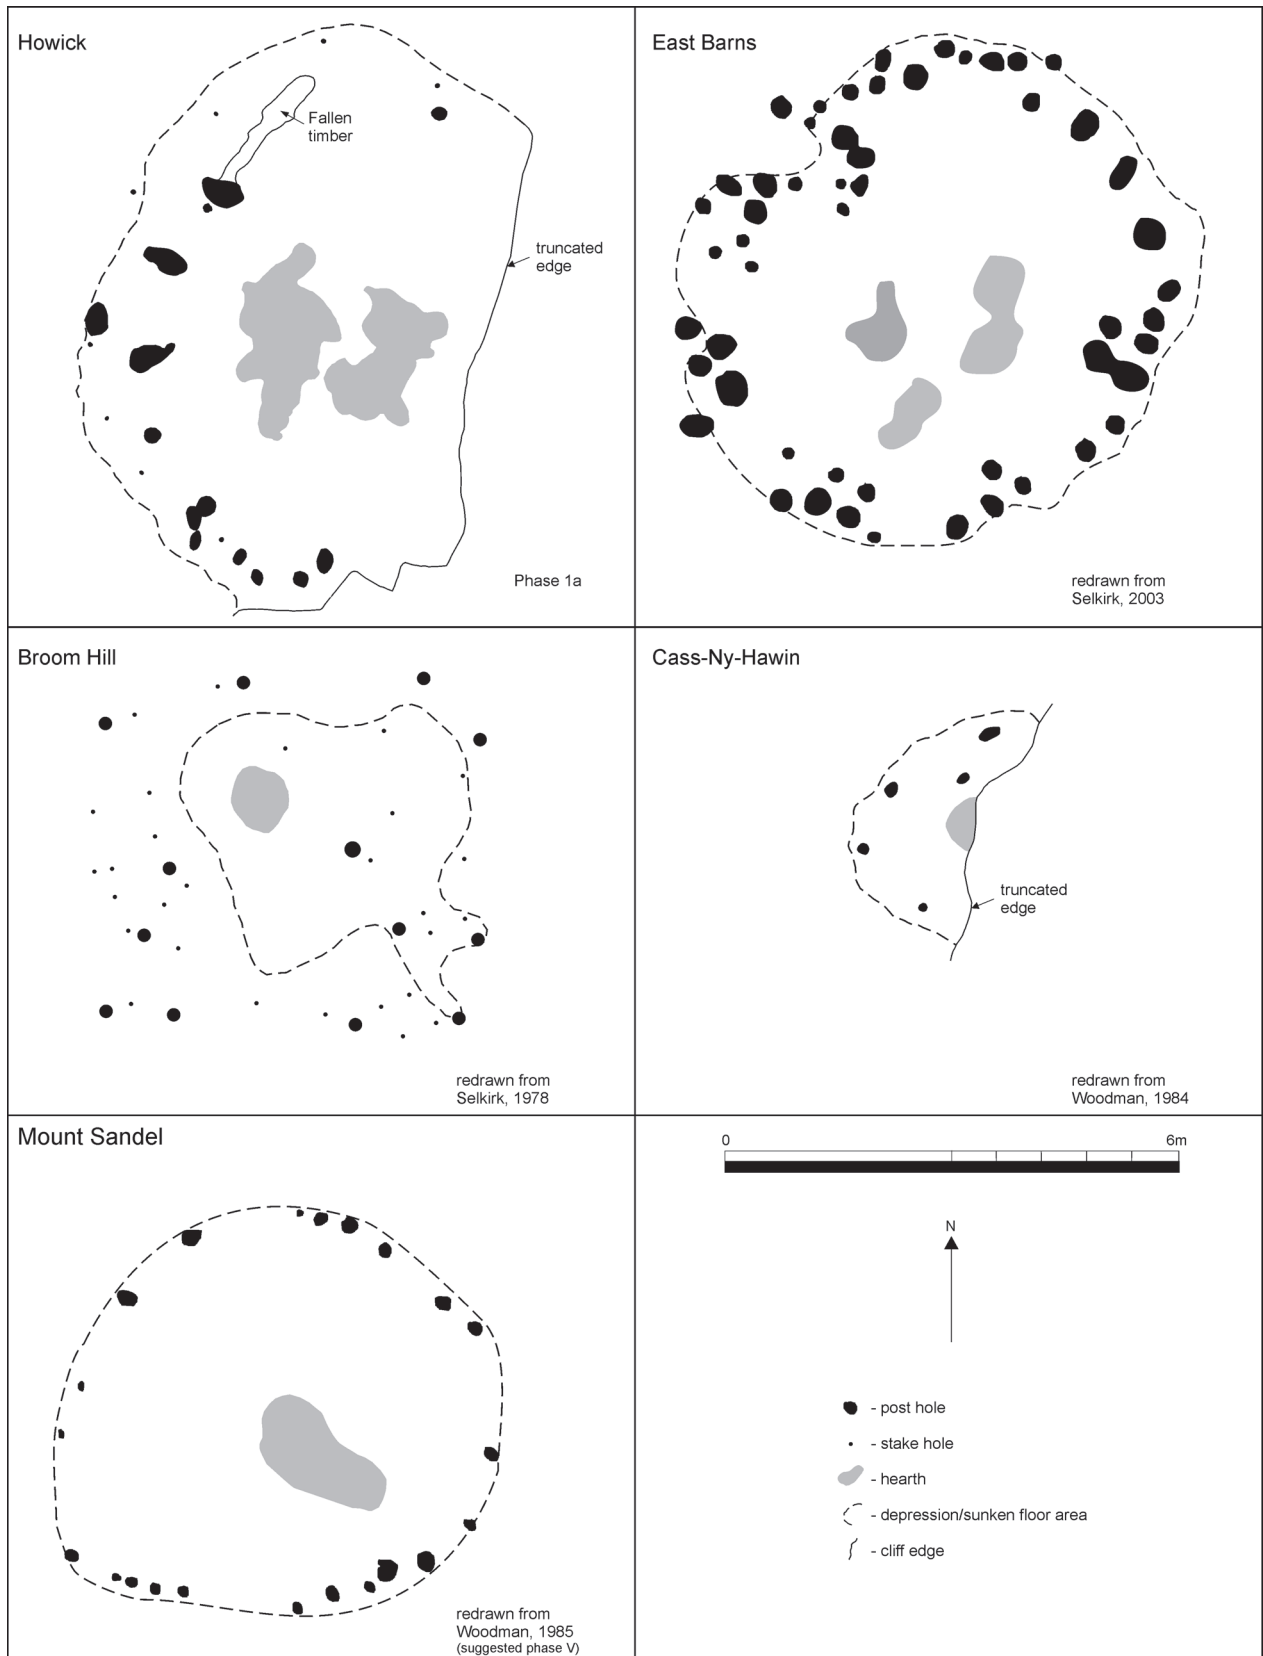 Howick
Fallen
timber
truncated
edge
Phase 1a
East Barns
redrawn from
Selkirk, 2003
Broom Hill
redrawn from
Selkirk, 1978
Cass-Ny-Hawin
truncated
edge
redrawn from
Woodman, 1984
Mount Sandel
redrawn from
Woodman, 1985
(suggested phase V)
0 6m
N
- post hole
- stake hole
- hearth
- depression/sunken floor area
- cliff edge